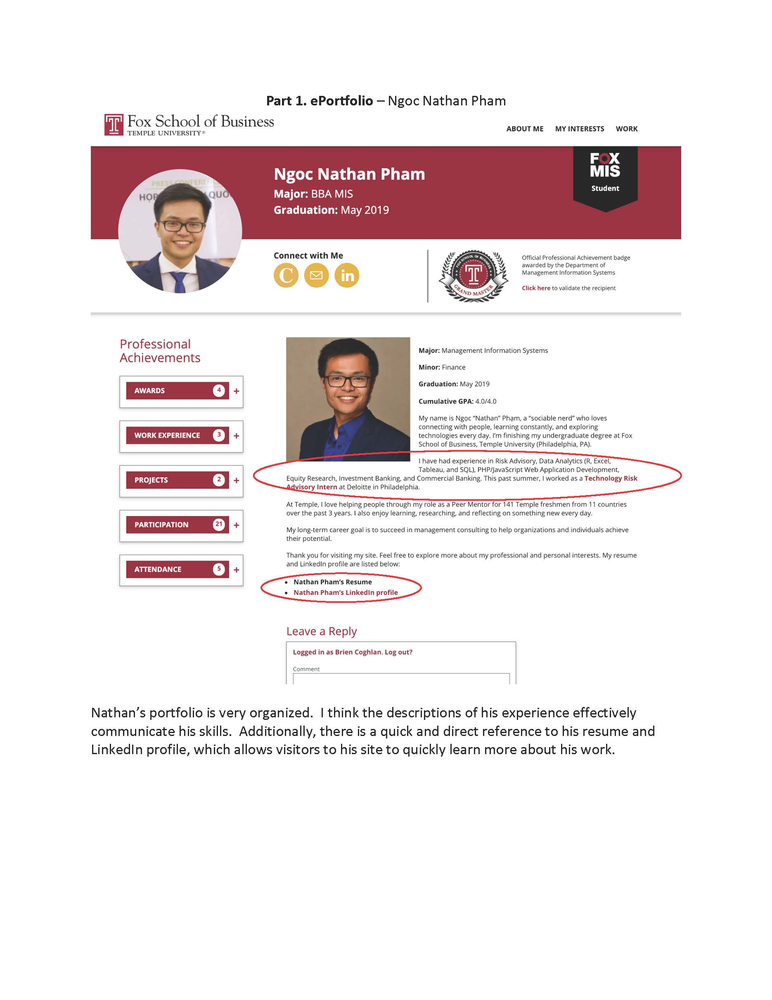 Part 1. ePortfolio – Ngoc Nathan Pham
Fox School of Business
TEMPLE UNIVERSITY®
ABOUT ME MY INTERESTS WORK
FOX
MIS
Student
Ngoc Nathan Pham
Major: BBA MIS
Graduation: May 2019
PRESS CONFEREN
HỌP QUỐ
Connect with Me
C
in
FOX SCHOOL OF BUSINESS
GRAND MASTER
Official Professional Achievement badge
awarded by the Department of
Management Information Systems
Click here to validate the recipient
Professional
Achievements
AWARDS 4 +
WORK EXPERIENCE 3 +
PROJECTS 2 +
PARTICIPATION 21 +
ATTENDANCE 5 +
Major: Management Information Systems
Minor: Finance
Graduation: May 2019
Cumulative GPA: 4.0/4.0
My name is Ngọc “Nathan” Phạm, a “sociable nerd” who loves
connecting with people, learning constantly, and exploring
technologies every day. I’m finishing my undergraduate degree at Fox
School of Business, Temple University (Philadelphia, PA).
I have had experience in Risk Advisory, Data Analytics (R, Excel,
Tableau, and SQL), PHP/JavaScript Web Application Development,
Equity Research, Investment Banking, and Commercial Banking. This past summer, I worked as a Technology Risk
Advisory Intern at Deloitte in Philadelphia.
At Temple, I love helping people through my role as a Peer Mentor for 141 Temple freshmen from 11 countries
over the past 3 years. I also enjoy learning, researching, and reflecting on something new every day.
My long-term career goal is to succeed in management consulting to help organizations and individuals achieve
their potential.
Thank you for visiting my site. Feel free to explore more about my professional and personal interests. My resume
and LinkedIn profile are listed below:
• Nathan Pham’s Resume
• Nathan Pham’s LinkedIn profile
Leave a Reply
Logged in as Brien Coghlan. Log out?
Comment
Nathan’s portfolio is very organized.  I think the descriptions of his experience effectively
communicate his skills.  Additionally, there is a quick and direct reference to his resume and
LinkedIn profile, which allows visitors to his site to quickly learn more about his work.